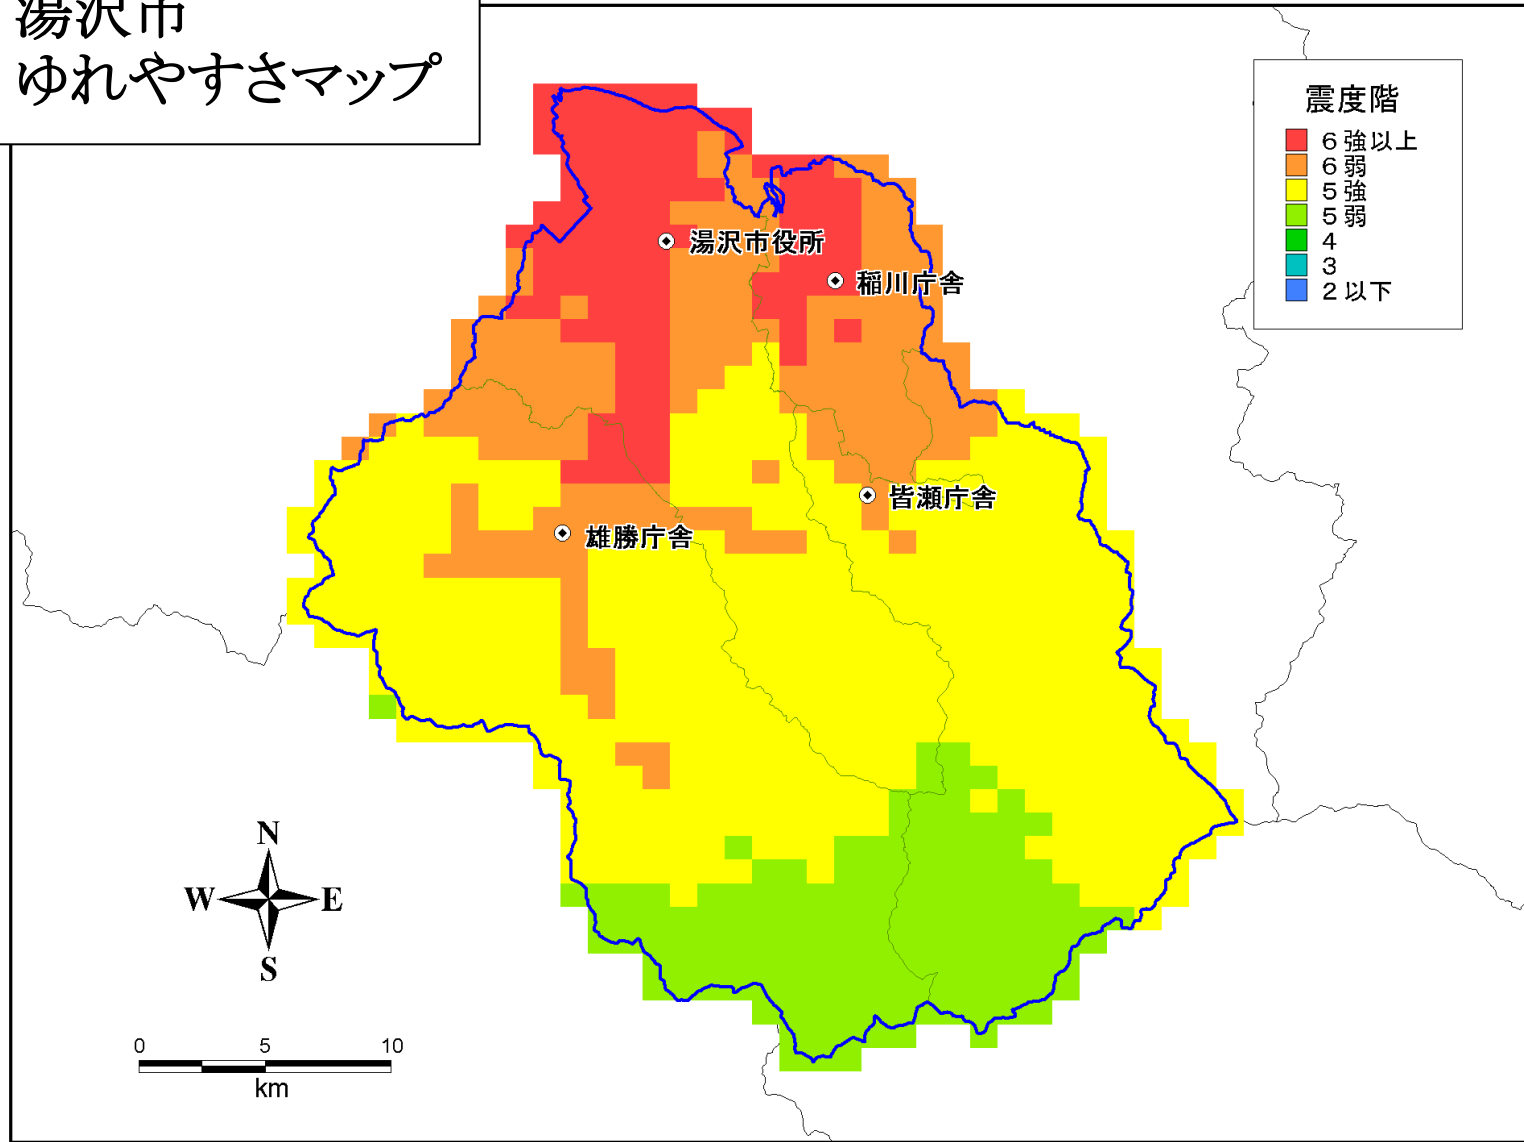 湯沢市
ゆれやすさマップ
震度階
６強以上
６弱
５強
５弱
４
３
２以下
湯沢市役所
稲川庁舎
皆瀬庁舎
雄勝庁舎
N
W
E
S
0 5 10
km